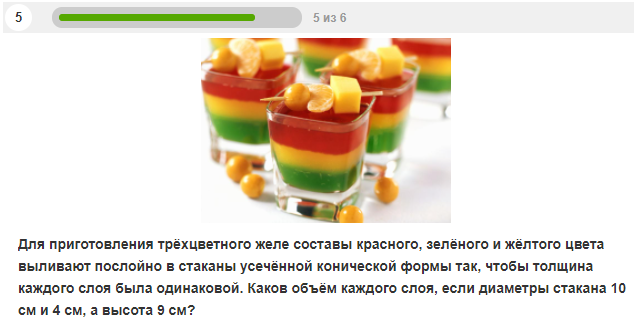 5
5 из 6
Для приготовления трёхцветного желе составы красного, зелёного и жёлтого цвета
выливают послойно в стаканы усечённой конической формы так, чтобы толщина
каждого слоя была одинаковой. Каков объём каждого слоя, если диаметры стакана 10
см и 4 см, а высота 9 см?